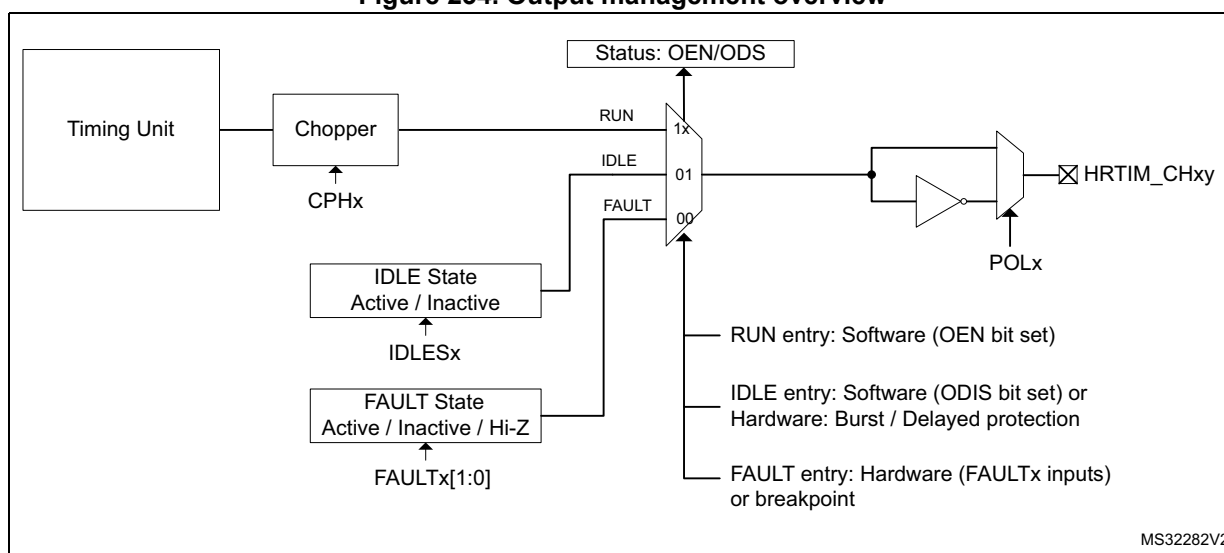 Figure 234. Output management overview
Status: OEN/ODS
Timing Unit
Chopper
CPHx
RUN
IDLE
FAULT
1x
01
00
HRTIM_CHxy
POLx
IDLE State
Active / Inactive
IDLESx
FAULT State
Active / Inactive / Hi-Z
FAULTx[1:0]
RUN entry: Software (OEN bit set)
IDLE entry: Software (ODIS bit set) or
Hardware: Burst / Delayed protection
FAULT entry: Hardware (FAULTx inputs)
or breakpoint
MS32282V2